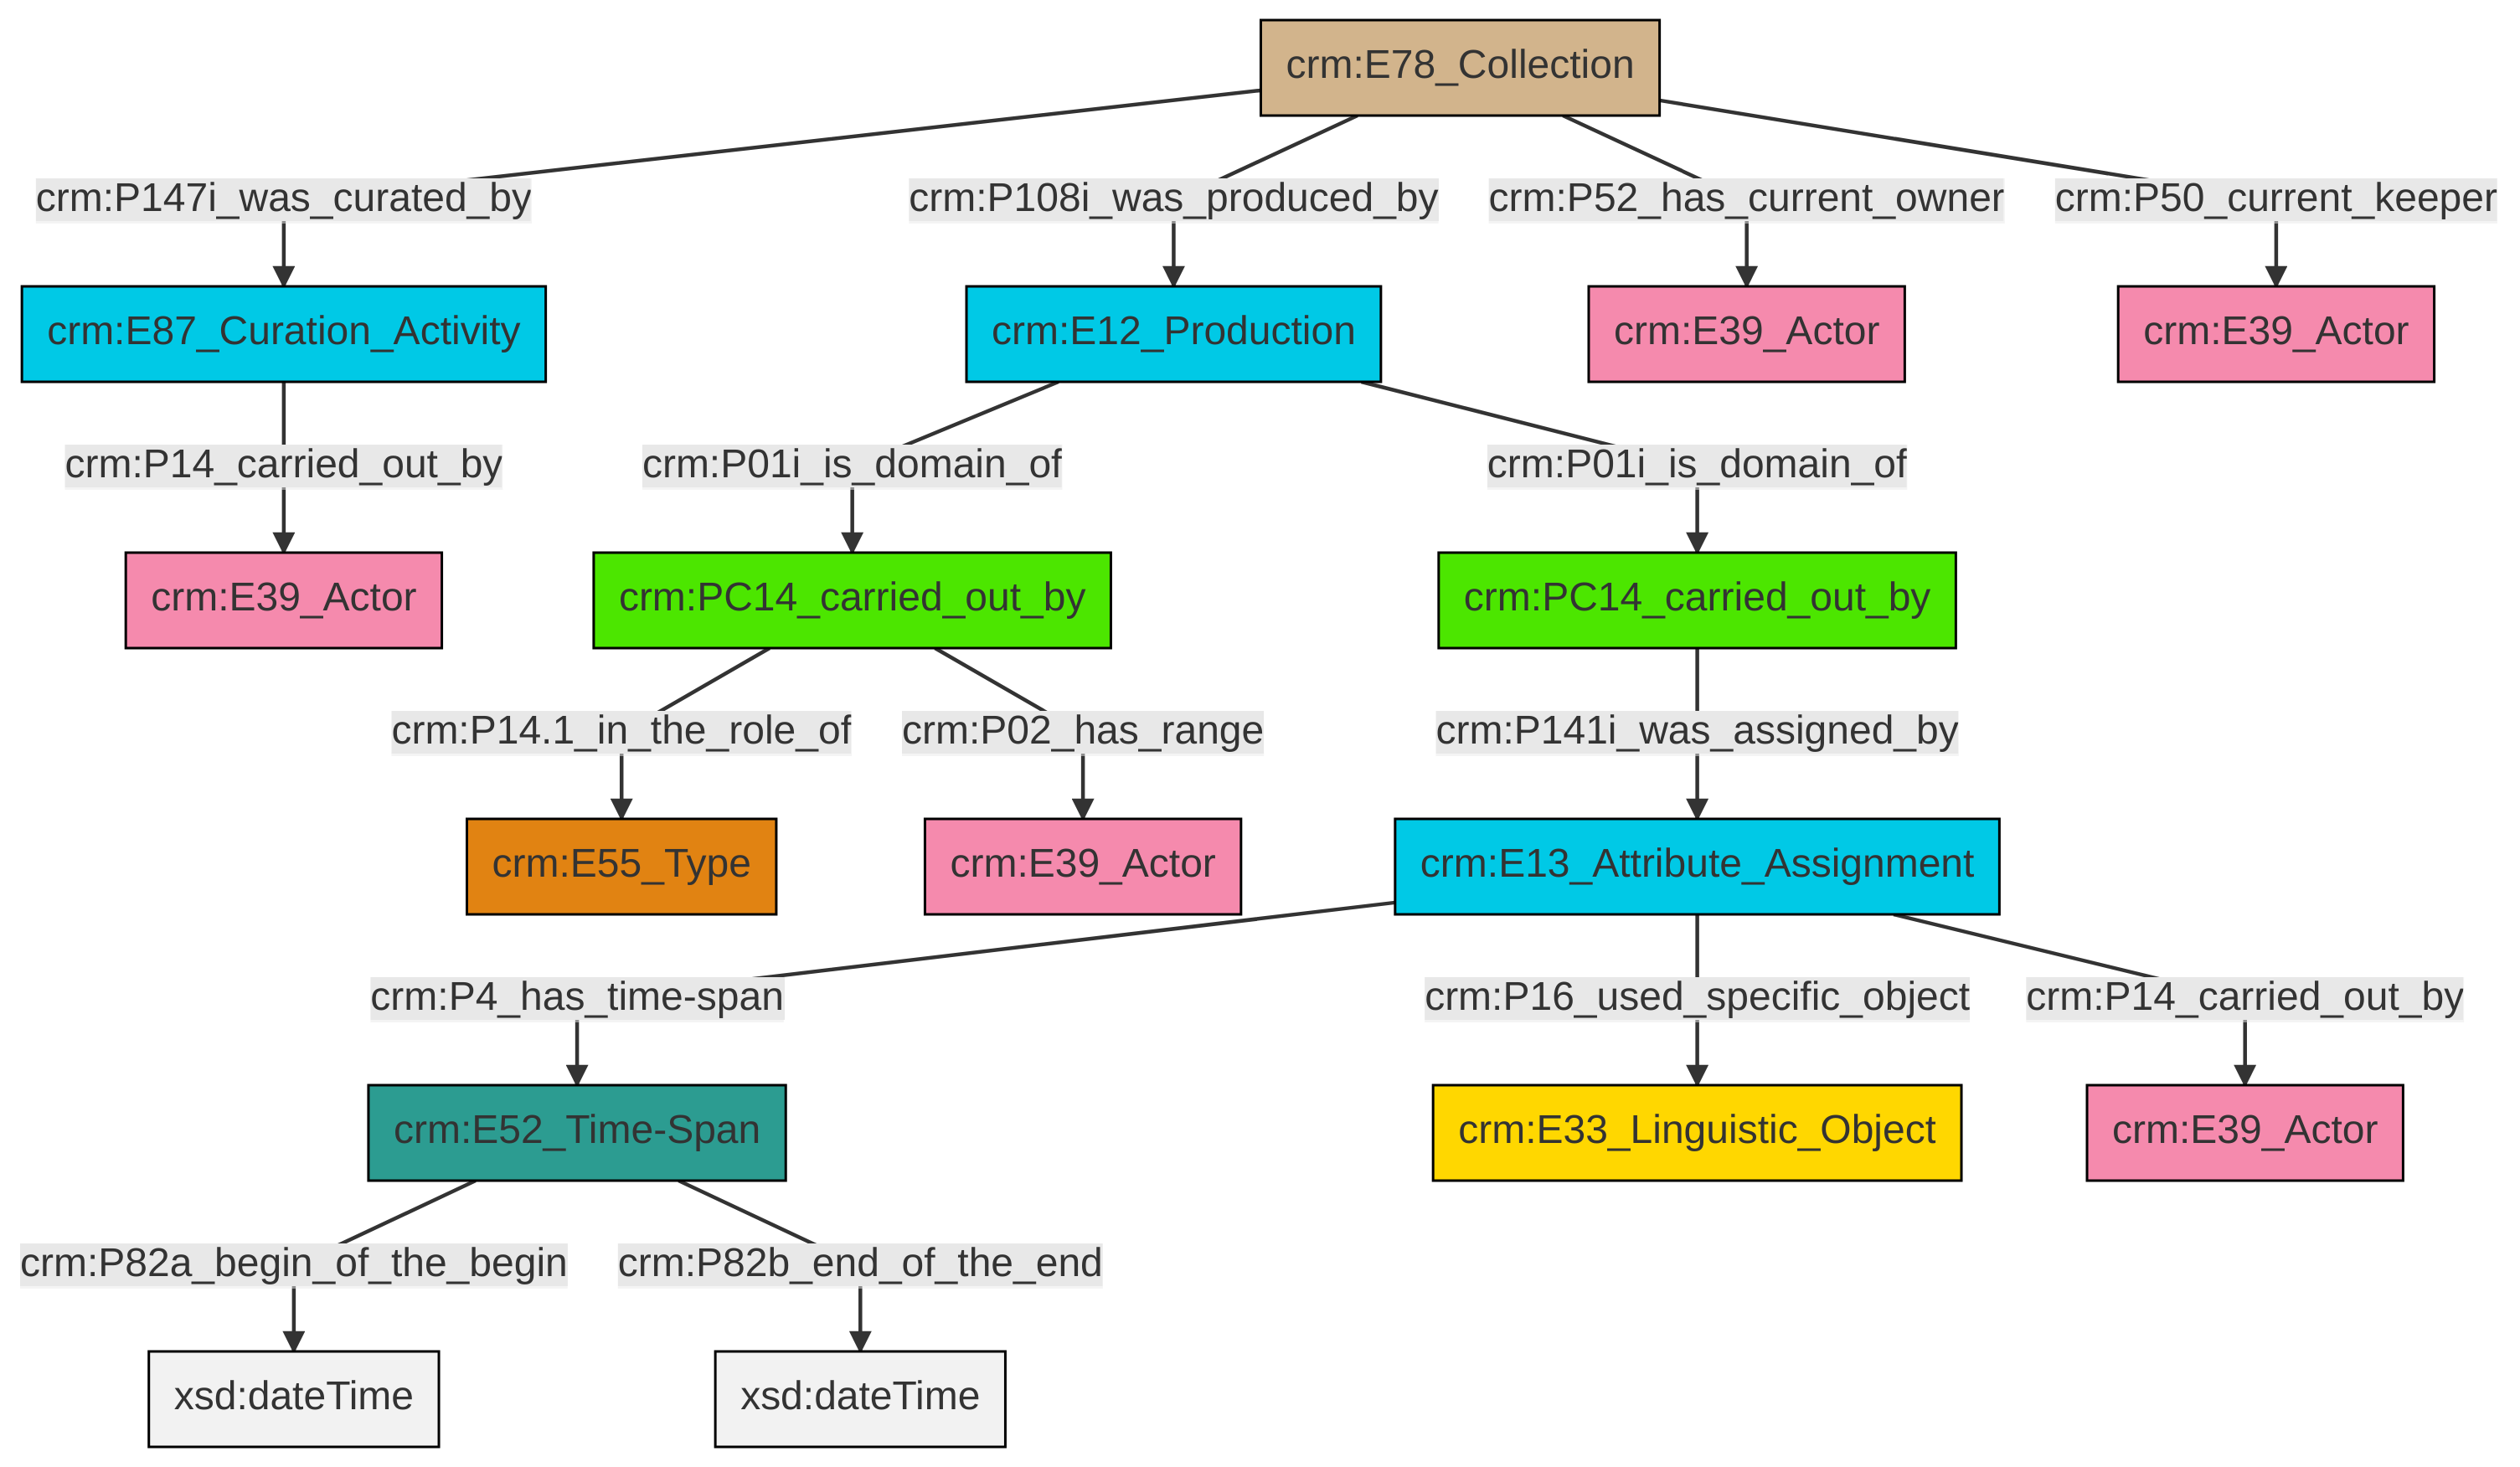 crm:E78_Collection
crm:P147i_was_curated_by
crm:P108i_was_produced_by
crm:P52_has_current_owner
crm:P50_current_keeper
crm:E87_Curation_Activity
crm:E12_Production
crm:E39_Actor
crm:E39_Actor
crm:P14_carried_out_by
crm:P01i_is_domain_of
crm:P01i_is_domain_of
crm:E39_Actor
crm:PC14_carried_out_by
crm:PC14_carried_out_by
crm:P14.1_in_the_role_of
crm:P02_has_range
crm:P141i_was_assigned_by
crm:E55_Type
crm:E39_Actor
crm:E13_Attribute_Assignment
crm:P4_has_time-span
crm:P16_used_specific_object
crm:P14_carried_out_by
crm:E52_Time-Span
crm:E33_Linguistic_Object
crm:E39_Actor
crm:P82a_begin_of_the_begin
crm:P82b_end_of_the_end
xsd:dateTime
xsd:dateTime